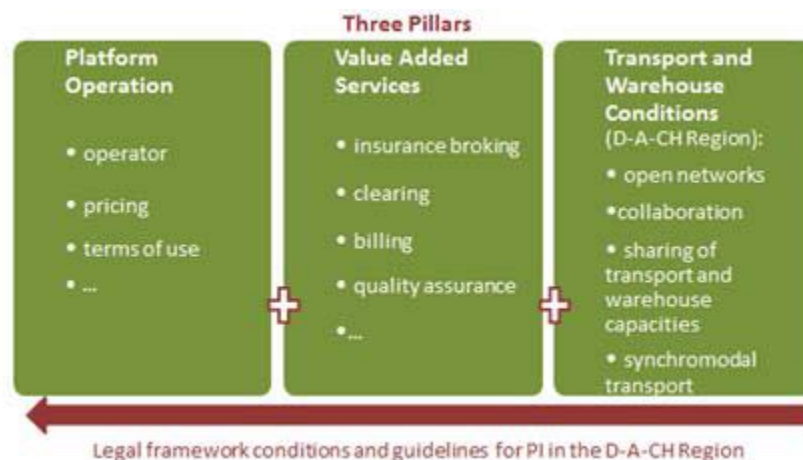 Three Pillars
Platform
Operation
• operator
• pricing
• terms of use
• ...
Value Added
Services
• insurance broking
• clearing
• billing
• quality assurance
•...
Transport and
Warehouse
Conditions
(D-A-CH Region):
• open networks
•collaboration
• sharing of
transport and
warehouse
capacities
• synchromodal
transport
Legal framework conditions and guidelines for PI in the D-A-CH Region